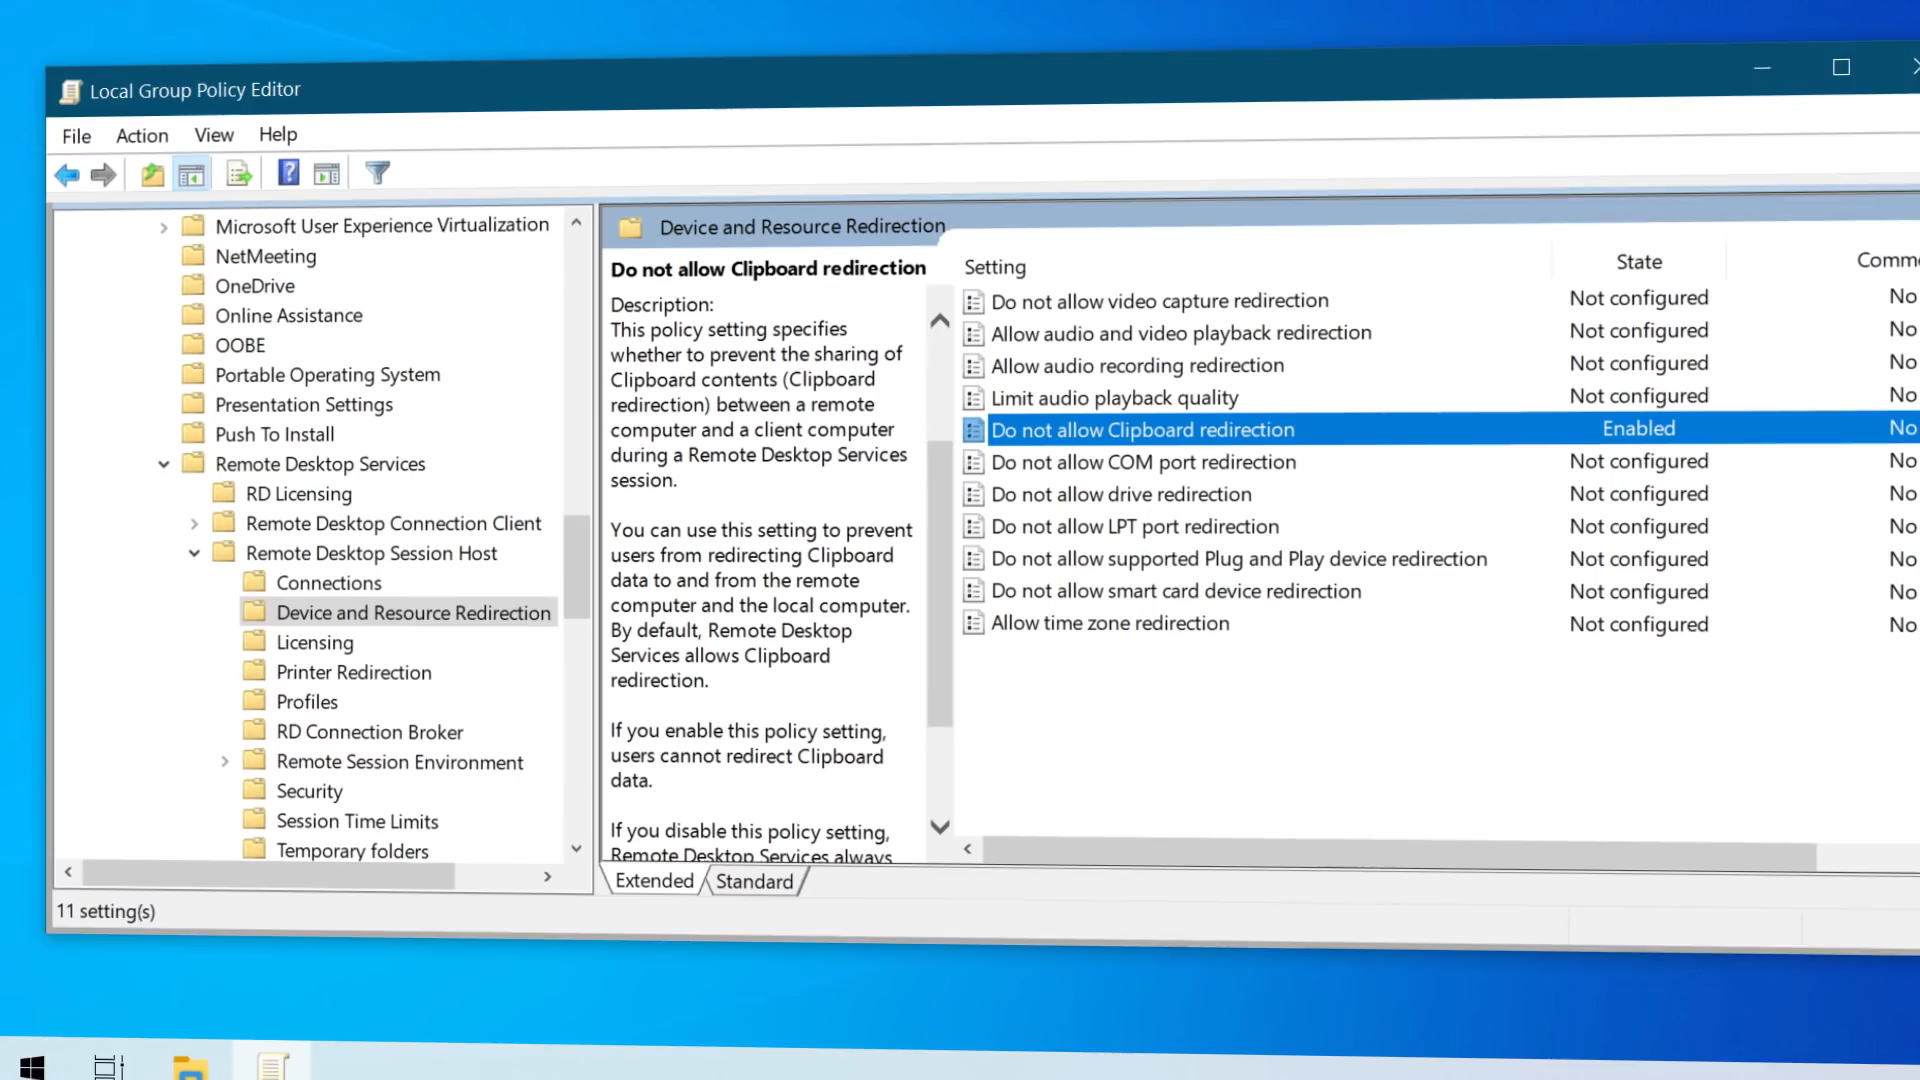 Local Group Policy Editor
File Action View Help
Microsoft User Experience Virtualization
NetMeeting
OneDrive
Online Assistance
OOBE
Portable Operating System
Presentation Settings
Push To Install
Remote Desktop Services
RD Licensing
Remote Desktop Connection Client
Remote Desktop Session Host
Connections
Device and Resource Redirection
Licensing
Printer Redirection
Profiles
RD Connection Broker
Remote Session Environment
Security
Session Time Limits
Temporary folders
Device and Resource Redirection
Do not allow Clipboard redirection
Description:
This policy setting specifies
whether to prevent the sharing of
Clipboard contents (Clipboard
redirection) between a remote
computer and a client computer
during a Remote Desktop Services
session.
You can use this setting to prevent
users from redirecting Clipboard
data to and from the remote
computer and the local computer.
By default, Remote Desktop
Services allows Clipboard
redirection.
If you enable this policy setting,
users cannot redirect Clipboard
data.
If you disable this policy setting,
Remote Desktop Services always
Setting State Comme
Do not allow video capture redirection Not configured No
Allow audio and video playback redirection Not configured No
Allow audio recording redirection Not configured No
Limit audio playback quality Not configured No
Do not allow Clipboard redirection Enabled No
Do not allow COM port redirection Not configured No
Do not allow drive redirection Not configured No
Do not allow LPT port redirection Not configured No
Do not allow supported Plug and Play device redirection Not configured No
Do not allow smart card device redirection Not configured No
Allow time zone redirection Not configured No
Extended Standard
11 setting(s)